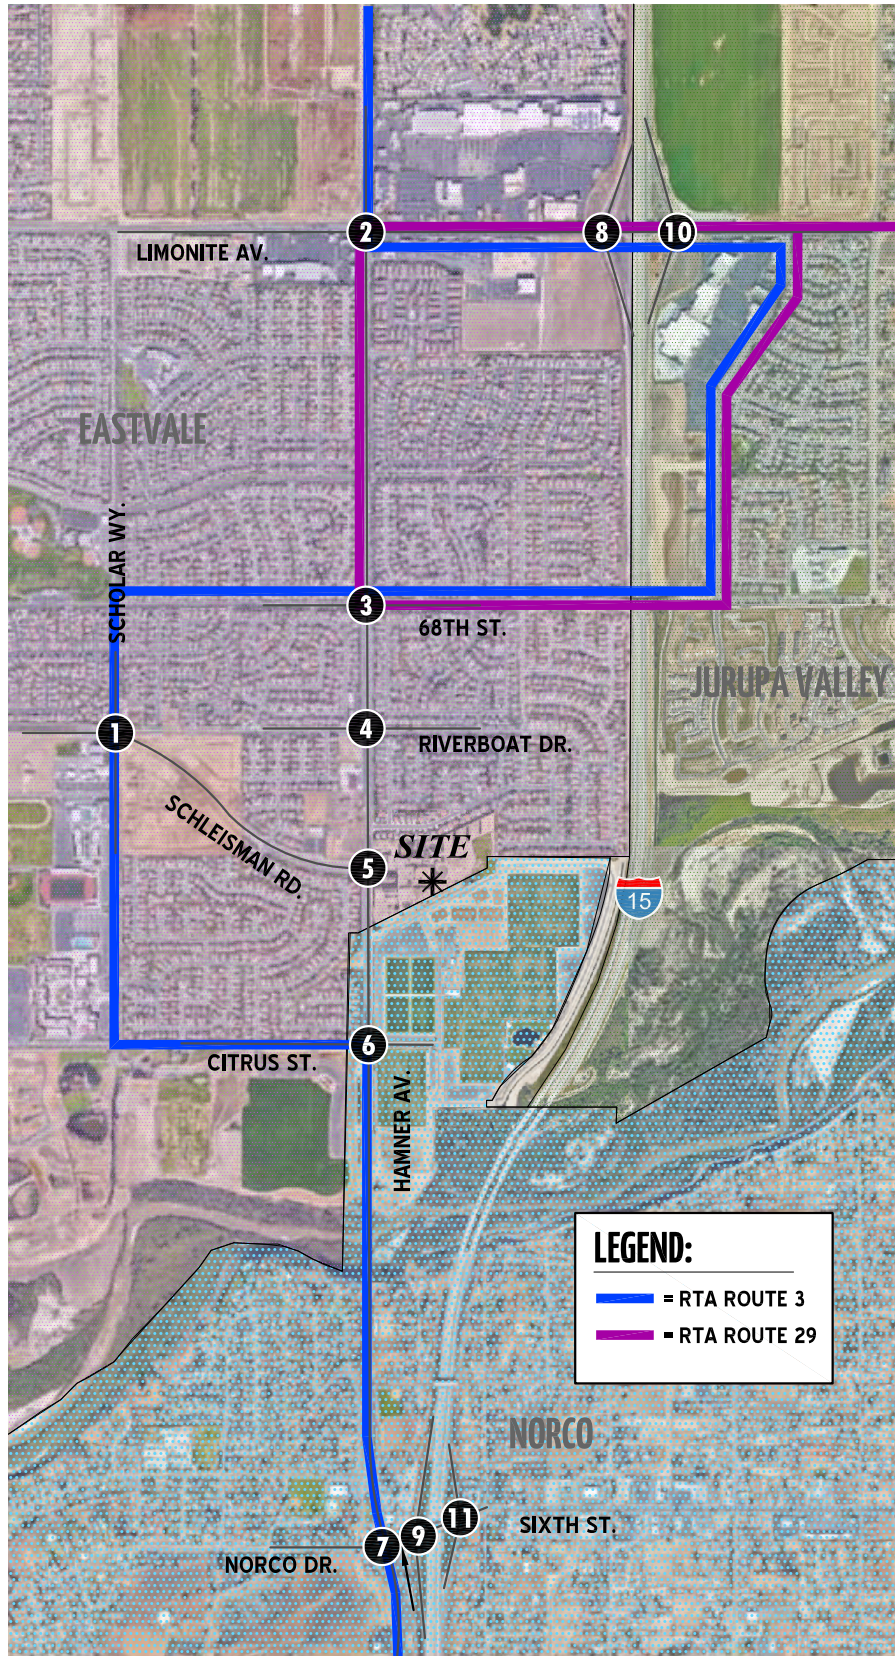 2
8
10
LIMONITE AV.
EASTVALE
SCHOLAR WY.
3
68TH ST.
JURUPA VALLEY
1
4
RIVERBOAT DR.
SCHLEISMAN RD.
SITE
5
15
6
CITRUS ST.
HAMNER AV.
LEGEND:
= RTA ROUTE 3
= RTA ROUTE 29
NORCO
11
SIXTH ST.
9
7
NORCO DR.